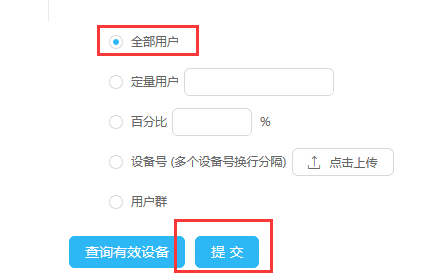 全部用户
定量用户
百分比 %
设备号 (多个设备号换行分隔) 点击上传
用户群
查询有效设备 提 交